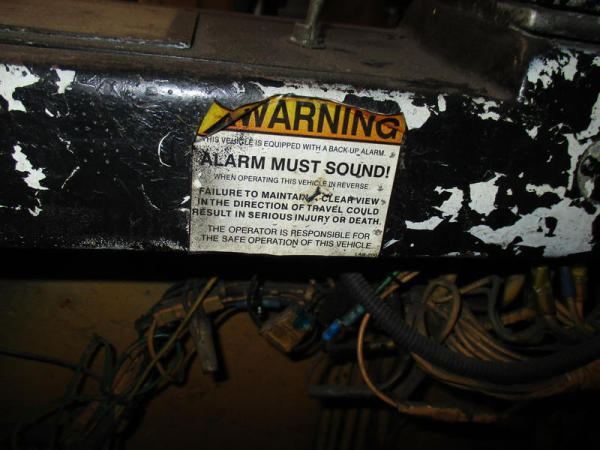 WARNING
THIS VEHICLE IS EQUIPPED WITH A BACK-UP ALARM.
ALARM MUST SOUND!
WHEN OPERATING THIS VEHICLE IN REVERSE
FAILURE TO MAINTAIN A CLEAR VIEW
IN THE DIRECTION OF TRAVEL COULD
RESULT IN SERIOUS INJURY OR DEATH.
THE OPERATOR IS RESPONSIBLE FOR
THE SAFE OPERATION OF THIS VEHICLE